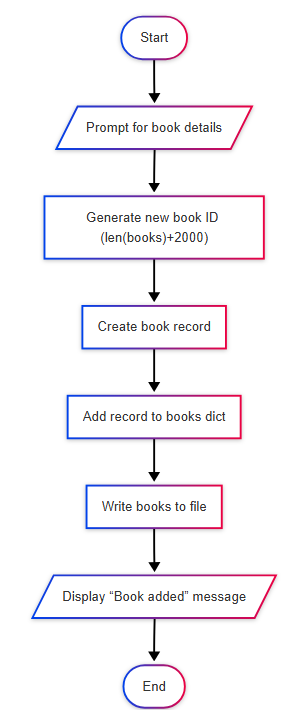 Start
Prompt for book details
Generate new book ID
(len(books)+2000)
Create book record
Add record to books dict
Write books to file
Display “Book added” message
End